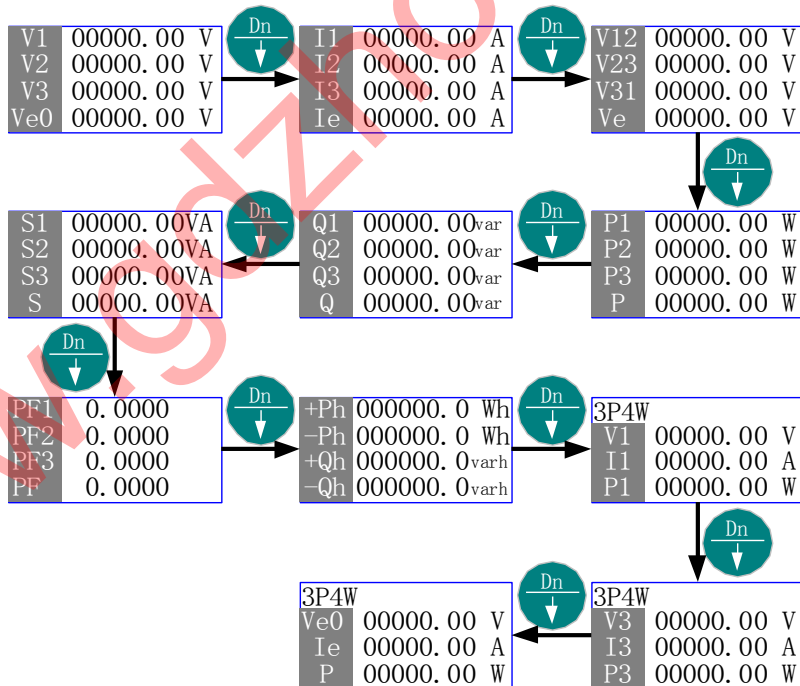 V1 00000.00 V
V2 00000.00 V
V3 00000.00 V
Ve0 00000.00 V
Dn
I1 00000.00 A
I2 00000.00 A
I3 00000.00 A
Ie 00000.00 A
Dn
V12 00000.00 V
V23 00000.00 V
V31 00000.00 V
Ve 00000.00 V
Dn
P1 00000.00 W
P2 00000.00 W
P3 00000.00 W
P 00000.00 W
Dn
Q1 00000.00var
Q2 00000.00var
Q3 00000.00var
Q 00000.00var
Dn
S1 00000.00VA
S2 00000.00VA
S3 00000.00VA
S 00000.00VA
Dn
PF1 0.0000
PF2 0.0000
PF3 0.0000
PF 0.0000
Dn
+Ph 000000.0 Wh
-Ph 000000.0 Wh
+Qh 000000.0varh
-Qh 000000.0varh
Dn
3P4W
V1 00000.00 V
I1 00000.00 A
P1 00000.00 W
Dn
3P4W
V3 00000.00 V
I3 00000.00 A
P3 00000.00 W
Dn
3P4W
Ve0 00000.00 V
Ie 00000.00 A
P 00000.00 W
w.gdzho